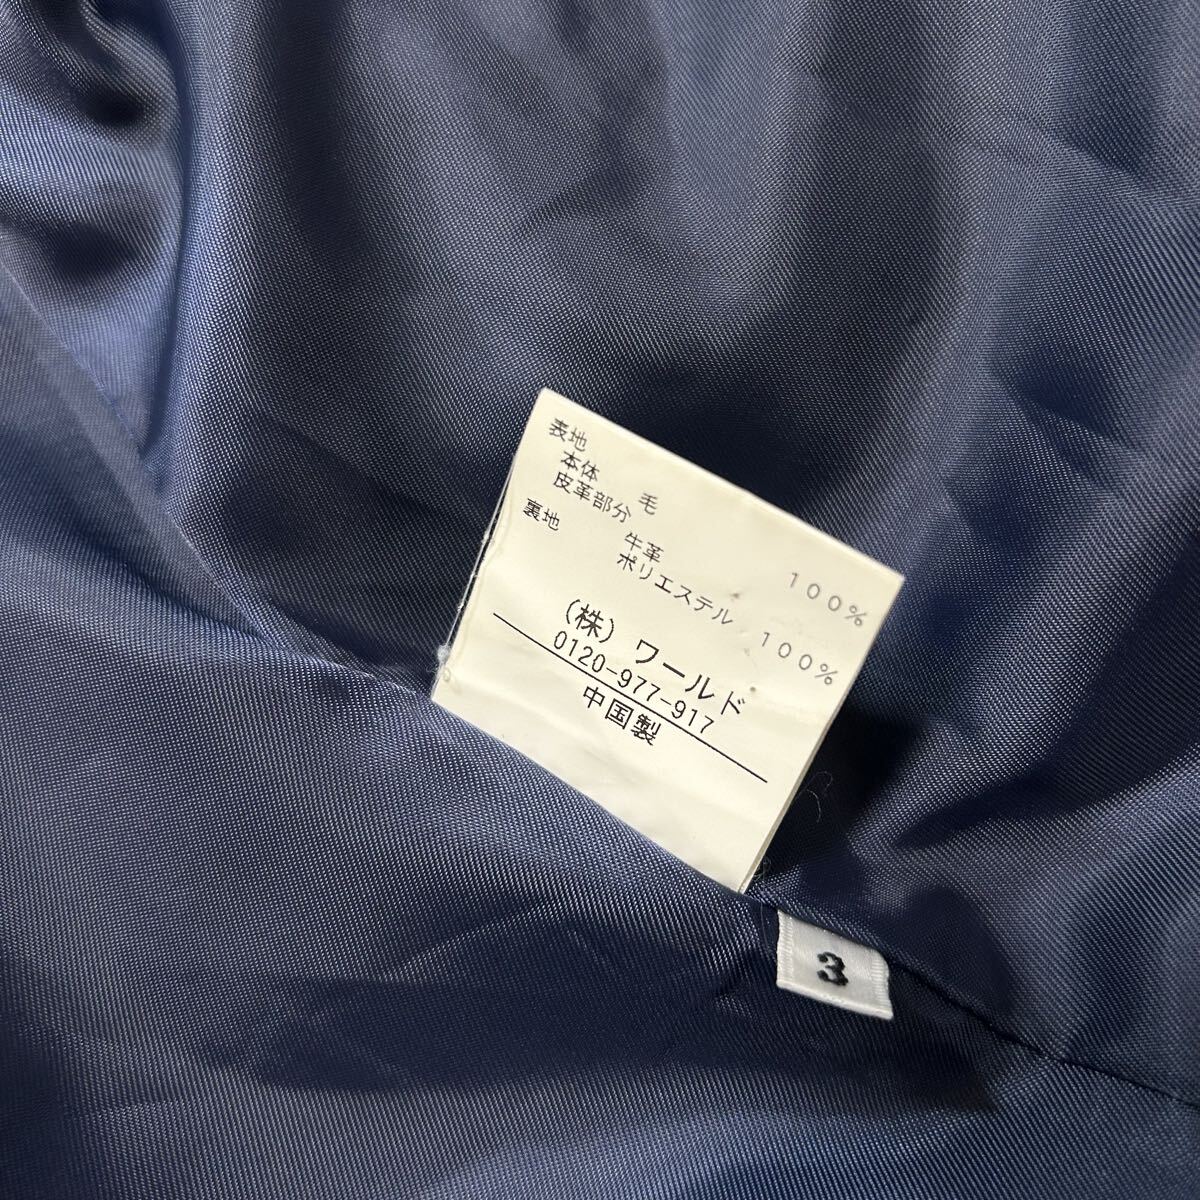 表地
本体 毛 100%
皮革部分 牛革
裏地 ポリエステル 100%
(株) ワールド
0120-977-917
中国製
3